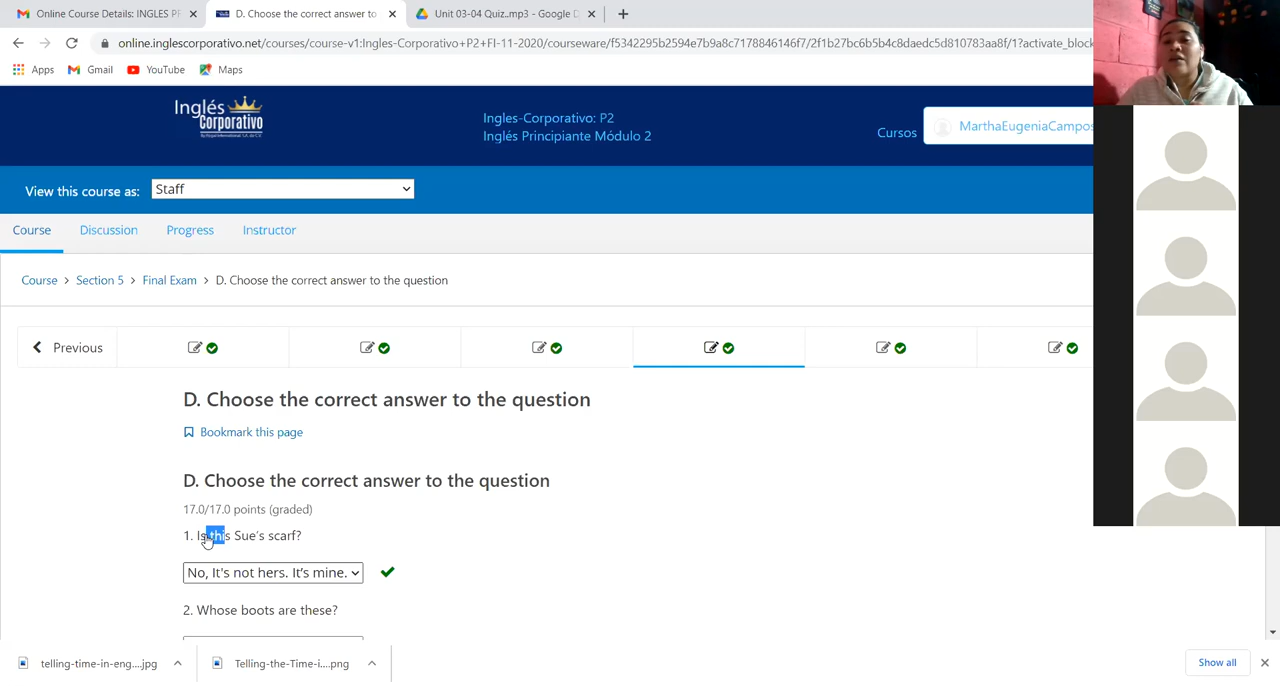 Online Course Details: INGLES PF
D. Choose the correct answer to
Unit 03-04 Quiz..mp3 - Google D
online.inglescorporativo.net/courses/course-v1:Ingles-Corporativo+P2+FI-11-2020/courseware/f5342295b2594e7b9a8c7178846146f7/2f1b27bc6b5b4c8daedc5d810783aa8f/1?activate_block
Apps
Gmail
YouTube
Maps
Inglés
Corporativo
Ingles-Corporativo: P2
Inglés Principiante Módulo 2
Cursos
MarthaEugeniaCampos
View this course as:
Staff
Course
Discussion
Progress
Instructor
Course > Section 5 > Final Exam > D. Choose the correct answer to the question
Previous
D. Choose the correct answer to the question
Bookmark this page
D. Choose the correct answer to the question
17.0/17.0 points (graded)
1. Is this Sue's scarf?
No, It's not hers. It's mine.
2. Whose boots are these?
telling-time-in-eng....jpg
Telling-the-Time-i....png
Show all